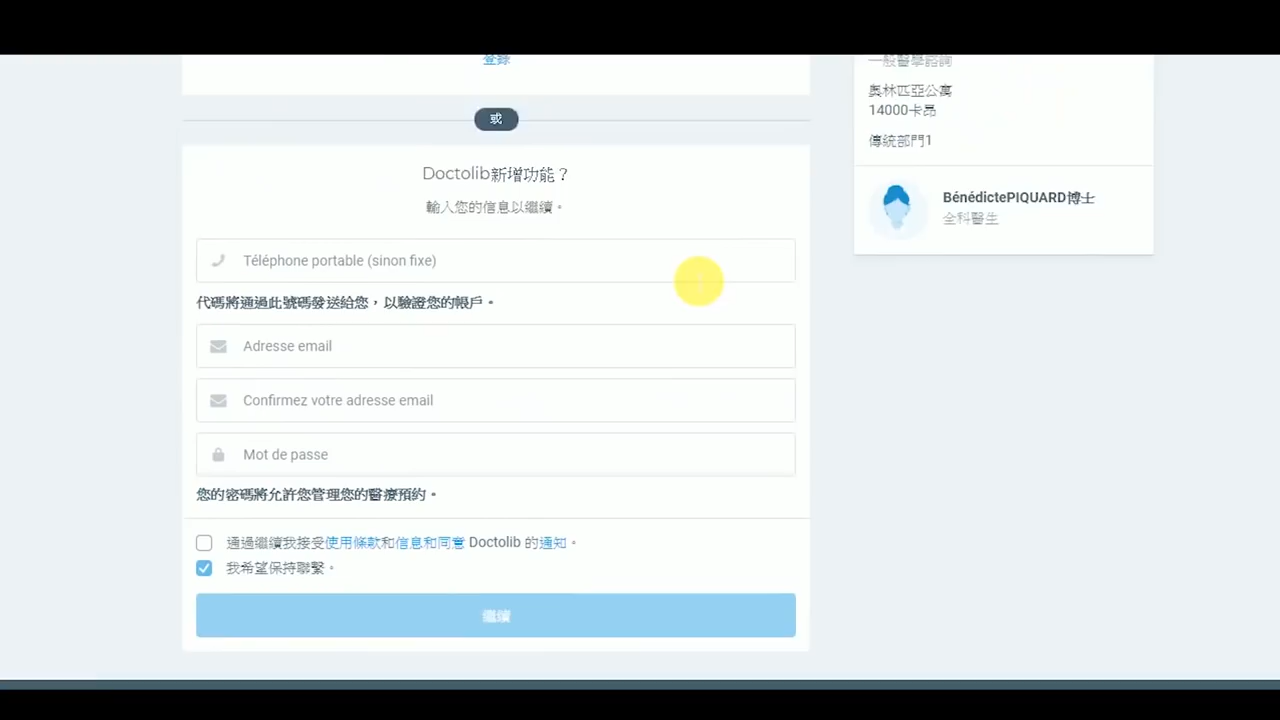 登錄
或
Doctolib新增功能？
輸入您的信息以繼續。
Téléphone portable (sinon fixe)
代碼將通過此號碼發送給您，以驗證您的帳戶。
Adresse email
Confirmez votre adresse email
Mot de passe
您的密碼將允許您管理您的醫療預約。
通過繼續我接受使用條款和信息和同意 Doctolib 的通知。
我希望保持聯繫。
繼續
一般醫學諮詢
奧林匹亞公寓
14000卡昂
傳統部門1
BénédictePIQUARD博士
全科醫生